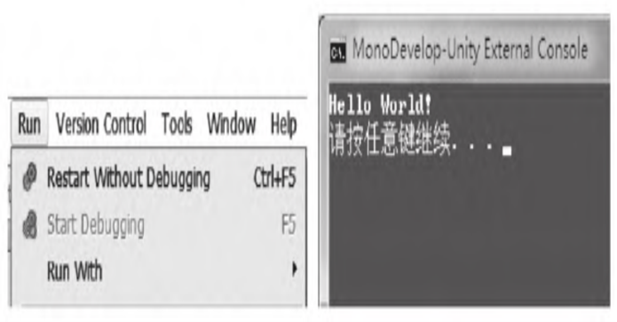 Run Version Control Tools Window Help
Restart Without Debugging Ctrl+F5
Start Debugging F5
Run With
MonoDevelop-Unity External Console
Hello World!
请按任意键继续. . .